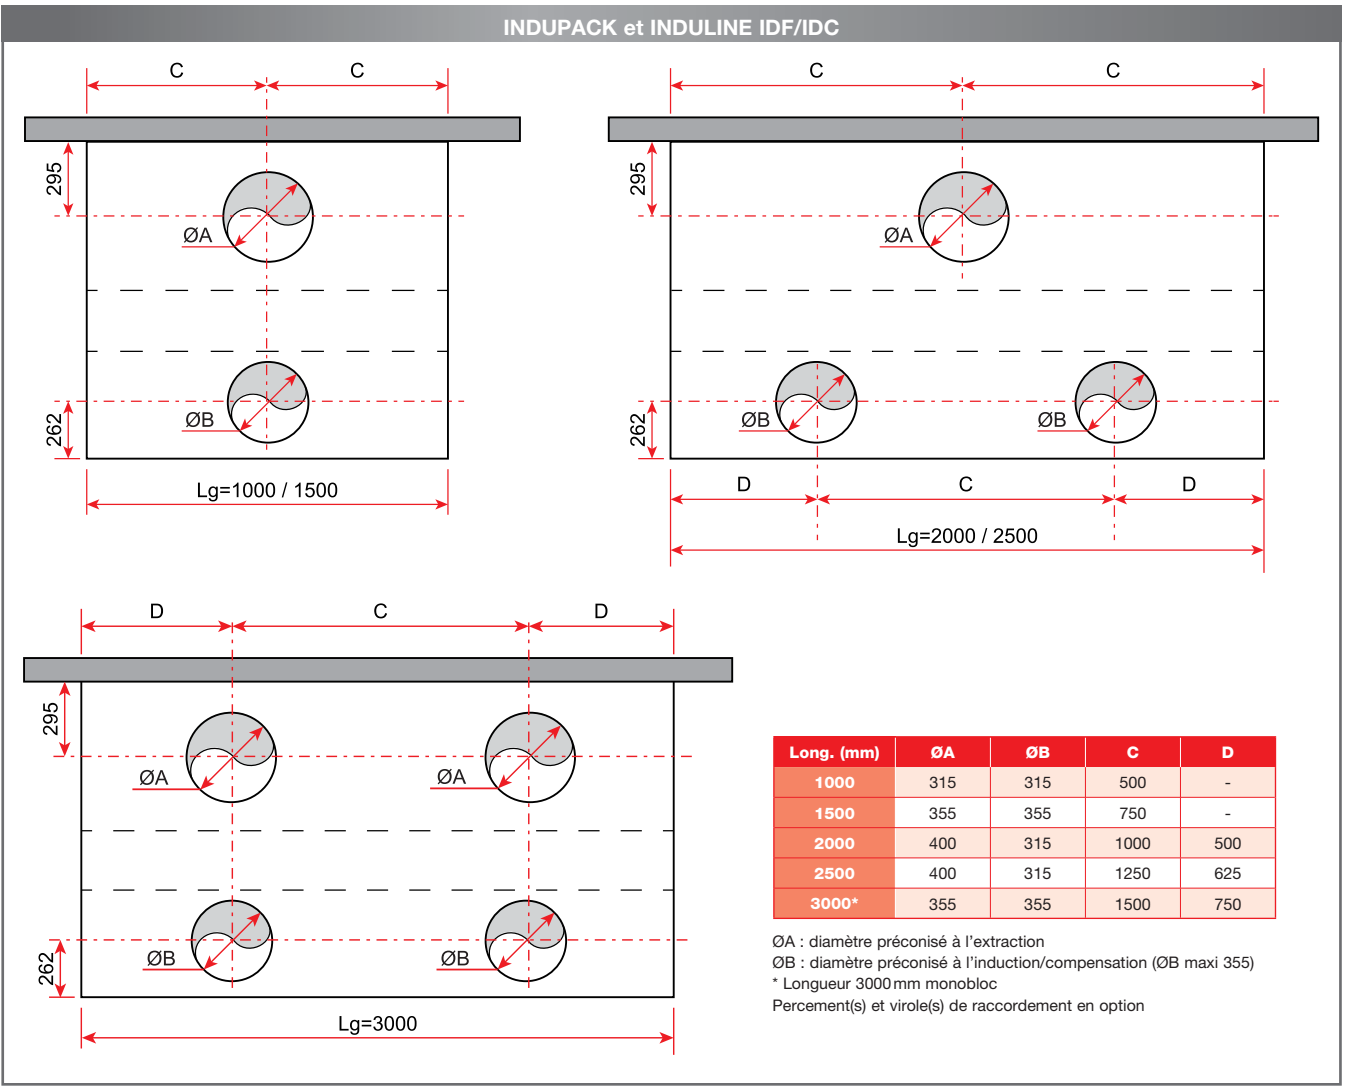 INDUPACK et INDULINE IDF/IDC
C C
295
ØA
ØB
262
Lg=1000 / 1500
C C
295
ØA
ØB ØB
262
D C D
Lg=2000 / 2500
D C D
295
ØA ØA
ØB ØB
262
Lg=3000
Long. (mm) ØA ØB C D
1000 315 315 500 -
1500 355 355 750 -
2000 400 315 1000 500
2500 400 315 1250 625
3000* 355 355 1500 750
ØA : diamètre préconisé à l’extraction
ØB : diamètre préconisé à l’induction/compensation (ØB maxi 355)
* Longueur 3000 mm monobloc
Percement(s) et virole(s) de raccordement en option